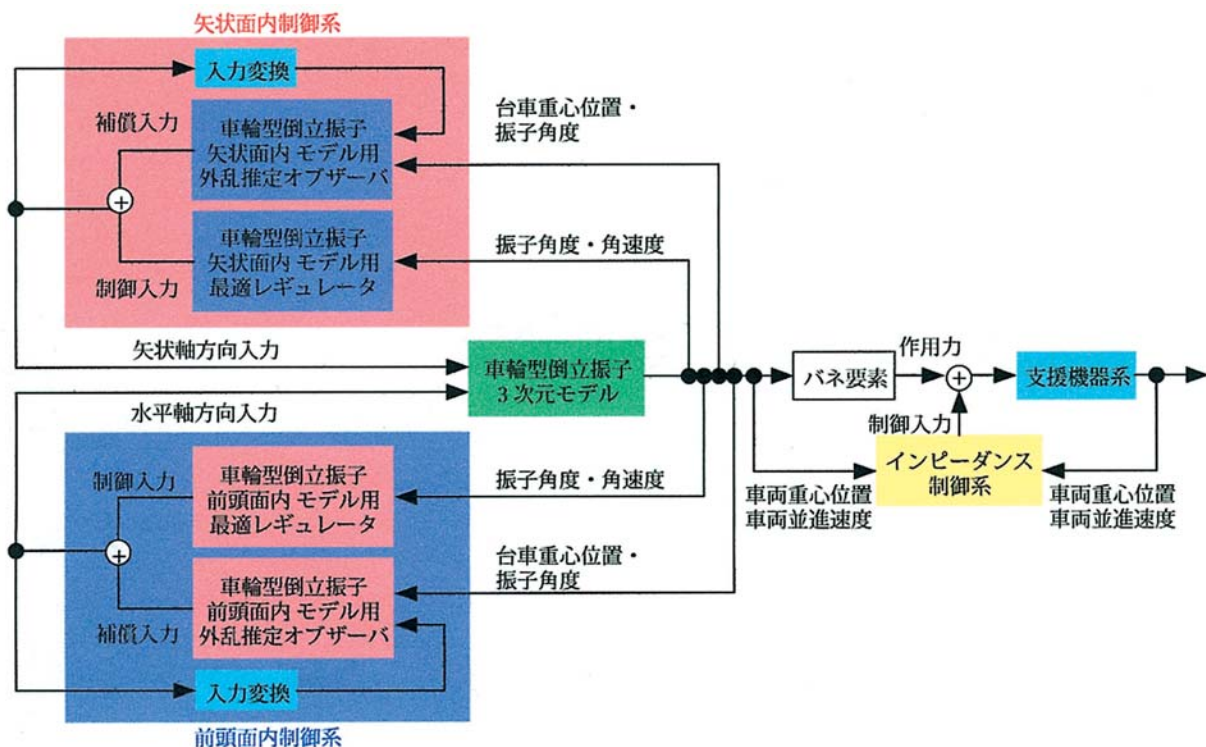 矢状面内制御系
入力変換
補償入力
車輪型倒立振子
矢状面内 モデル用
外乱推定オブザーバ
台車重心位置・
振子角度
+
車輪型倒立振子
矢状面内 モデル用
最適レギュレータ
振子角度・角速度
制御入力
矢状軸方向入力
車輪型倒立振子
3 次元モデル
バネ要素
作用力
+
支援機器系
水平軸方向入力
制御入力
インピーダンス
制御系
車両重心位置
車両並進速度
車両重心位置
車両並進速度
制御入力
車輪型倒立振子
前頭面内 モデル用
最適レギュレータ
振子角度・角速度
+
車輪型倒立振子
前頭面内 モデル用
外乱推定オブザーバ
台車重心位置・
振子角度
補償入力
入力変換
前頭面内制御系